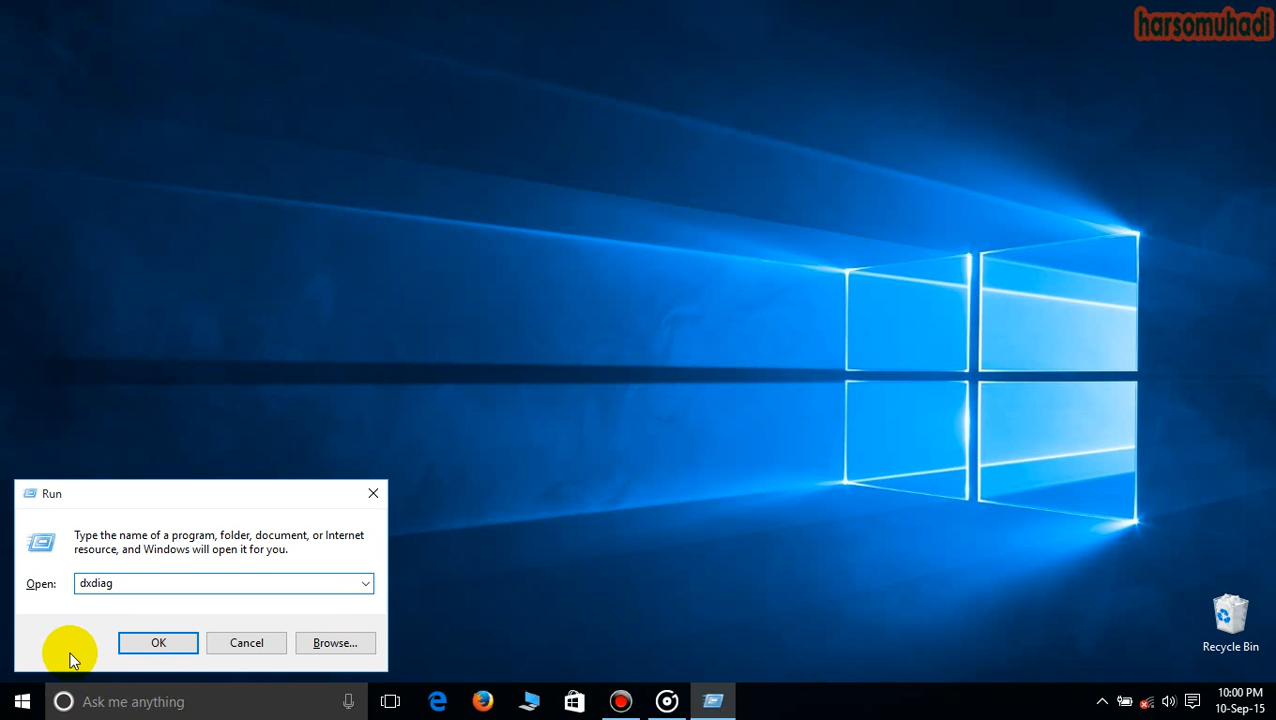 harsomuhadi
Run
Type the name of a program, folder, document, or Internet
resource, and Windows will open it for you.
Open:
dxdiag
OK
Cancel
Browse...
Recycle Bin
Ask me anything
10:00 PM
10-Sep-15